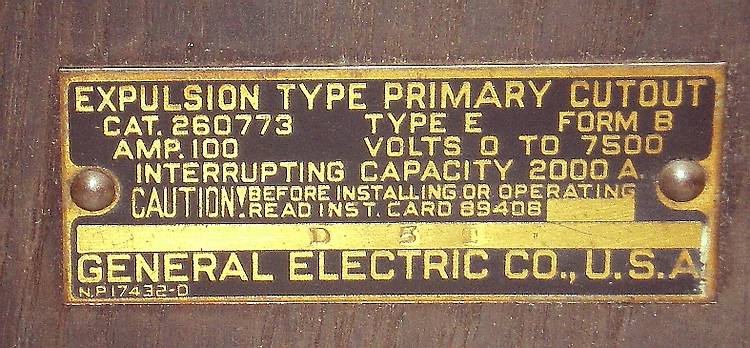 EXPULSION TYPE PRIMARY CUTOUT
CAT. 260773 TYPE E FORM B
AMP. 100 VOLTS 0 TO 7500
INTERRUPTING CAPACITY 2000 A.
CAUTION! BEFORE INSTALLING OR OPERATING
READ INST. CARD 89408
GENERAL ELECTRIC CO., U.S.A.
N.P. 17432-D